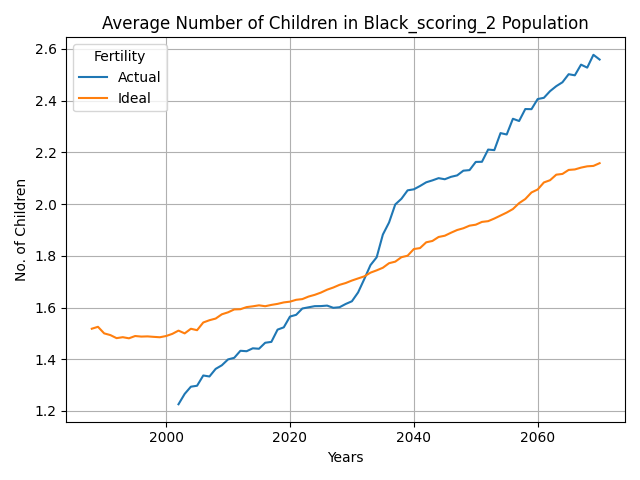 Average Number of Children in Black_scoring_2 Population
Fertility
Actual
Ideal
No. of Children
2.6
2.4
2.2
2.0
1.8
1.6
1.4
1.2
2000 2020 2040 2060
Years